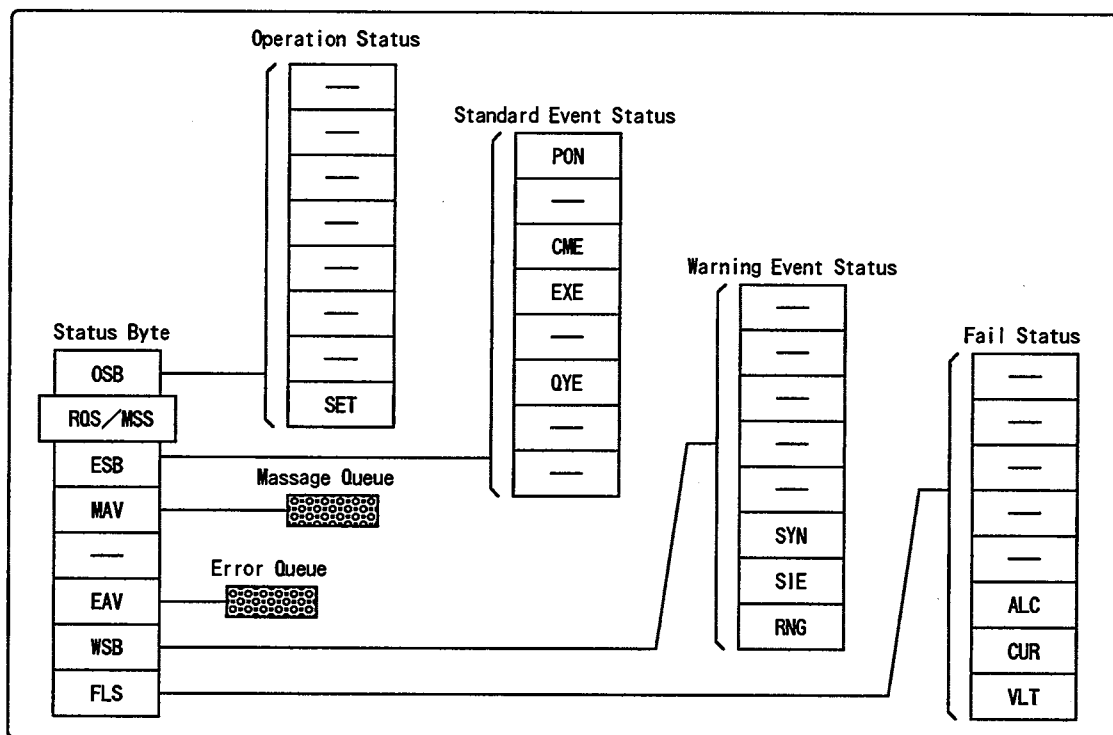 Operation Status
—
—
—
—
—
—
—
SET
Standard Event Status
PON
—
CME
EXE
—
QYE
—
—
Warning Event Status
—
—
—
—
—
SYN
SIE
RNG
Fail Status
—
—
—
—
—
ALC
CUR
VLT
Status Byte
OSB
RQS/MSS
ESB
MAV
—
EAV
WSB
FLS
Massage Queue
Error Queue